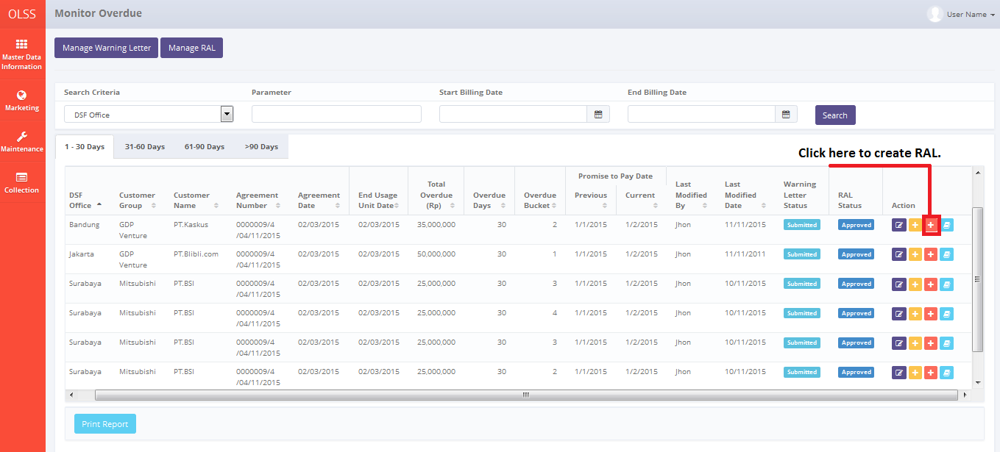 OLSS
Monitor Overdue
User Name
Master Data
Information
Marketing
Maintenance
Collection
Manage Warning Letter
Manage RAL
Search Criteria
Parameter
Start Billing Date
End Billing Date
DSF Office
Search
1 - 30 Days
31-60 Days
61-90 Days
>90 Days
Click here to create RAL.
DSF
Office
Customer
Group
Customer
Name
Agreement
Number
Agreement
Date
End Usage
Unit Date
Total
Overdue
(Rp)
Overdue
Days
Overdue
Bucket
Promise to Pay Date
Previous
Current
Last
Modified
By
Last
Modified
Date
Warning
Letter
Status
RAL
Status
Action
Bandung GDP PT.Kaskus 0000009/4 02/03/2015 02/03/2015 35,000,000 30 2 1/1/2015 1/2/2015 Jhon 11/11/2015 Submitted Approved
Venture /04/11/2015
Jakarta GDP PT.Blibli.com 0000009/4 02/03/2015 02/03/2015 50,000,000 30 1 1/1/2015 1/2/2015 Jhon 11/11/2011 Submitted Approved
Venture /04/11/2015
Surabaya Mitsubishi PT.BSI 0000009/4 02/03/2015 02/03/2015 25,000,000 30 3 1/1/2015 1/2/2015 Jhon 10/11/2015 Submitted Approved
/04/11/2015
Surabaya Mitsubishi PT.BSI 0000009/4 02/03/2015 02/03/2015 25,000,000 30 4 1/1/2015 1/2/2015 Jhon 10/11/2015 Submitted Approved
/04/11/2015
Surabaya Mitsubishi PT.BSI 0000009/4 02/03/2015 02/03/2015 25,000,000 30 3 1/1/2015 1/2/2015 Jhon 10/11/2015 Submitted Approved
/04/11/2015
Surabaya Mitsubishi PT.BSI 0000009/4 02/03/2015 02/03/2015 25,000,000 30 2 1/1/2015 1/2/2015 Jhon 10/11/2015 Submitted Approved
/04/11/2015
Print Report